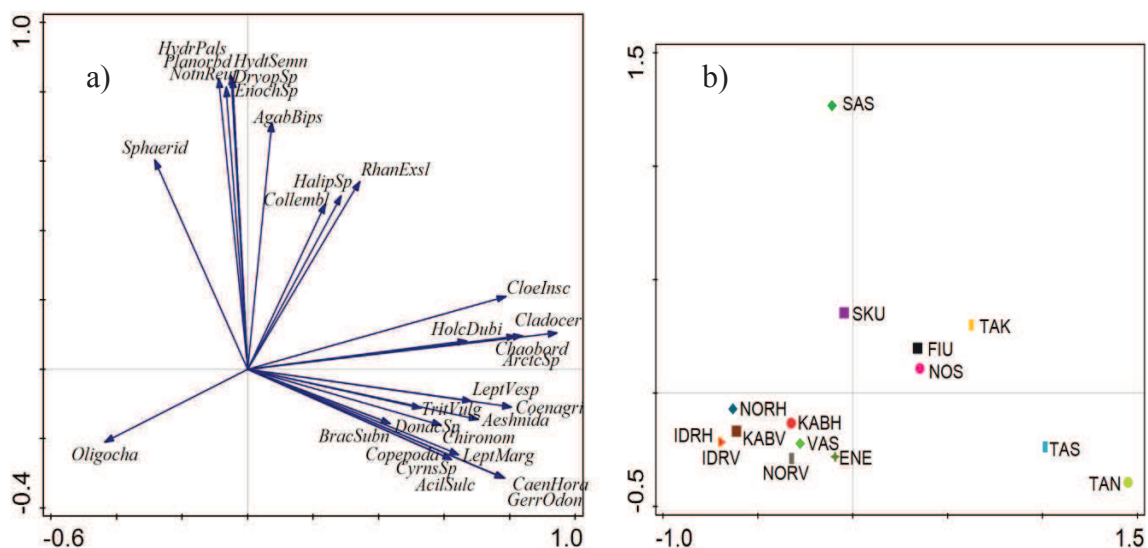 a)
1.0
HydrPals
Planorbd HydtSemn
NotnReut DryopSp
EnochSp
AgabBips
Sphaerid
RhanExsl
HalipSp
Collembl
CloeInsc
Cladocer
HolcDubi
Chaobord
ArctcSp
LeptVesp
TritVulg Coenagri
Aeshnida
DonacSp
BracSubn Chironom
Oligocha
Copepoda LeptMarg
CyrnsSp
AcilSulc CaenHora
GerrOdon
-0.4
-0.6 1.0
b)
1.5
SAS
SKU
TAK
FIU
NOS
NORH
KABH
IDRH KABV VAS
IDRV NORV ENE
TAS
TAN
-0.5
-1.0 1.5